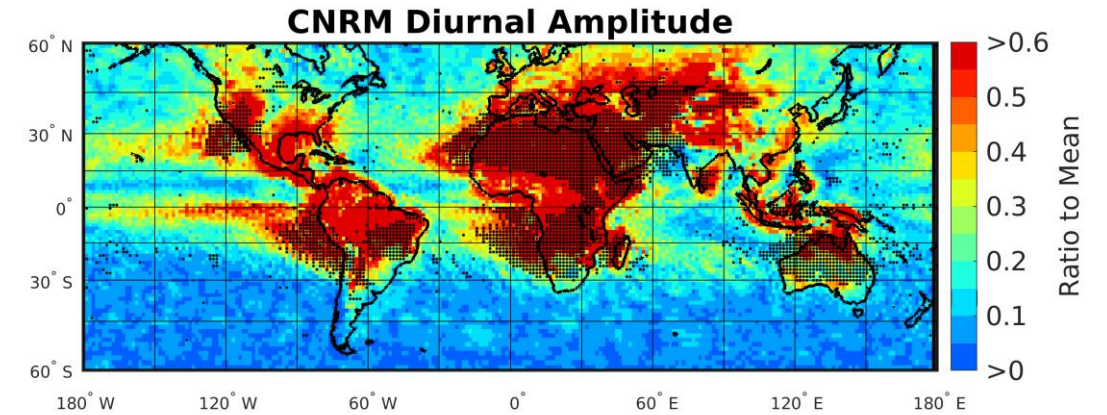 CNRM Diurnal Amplitude
60° N
30° N
0°
30° S
60° S
180° W
120° W
60° W
0°
60° E
120° E
180° E
>0.6
0.5
0.4
0.3
0.2
0.1
>0
Ratio to Mean